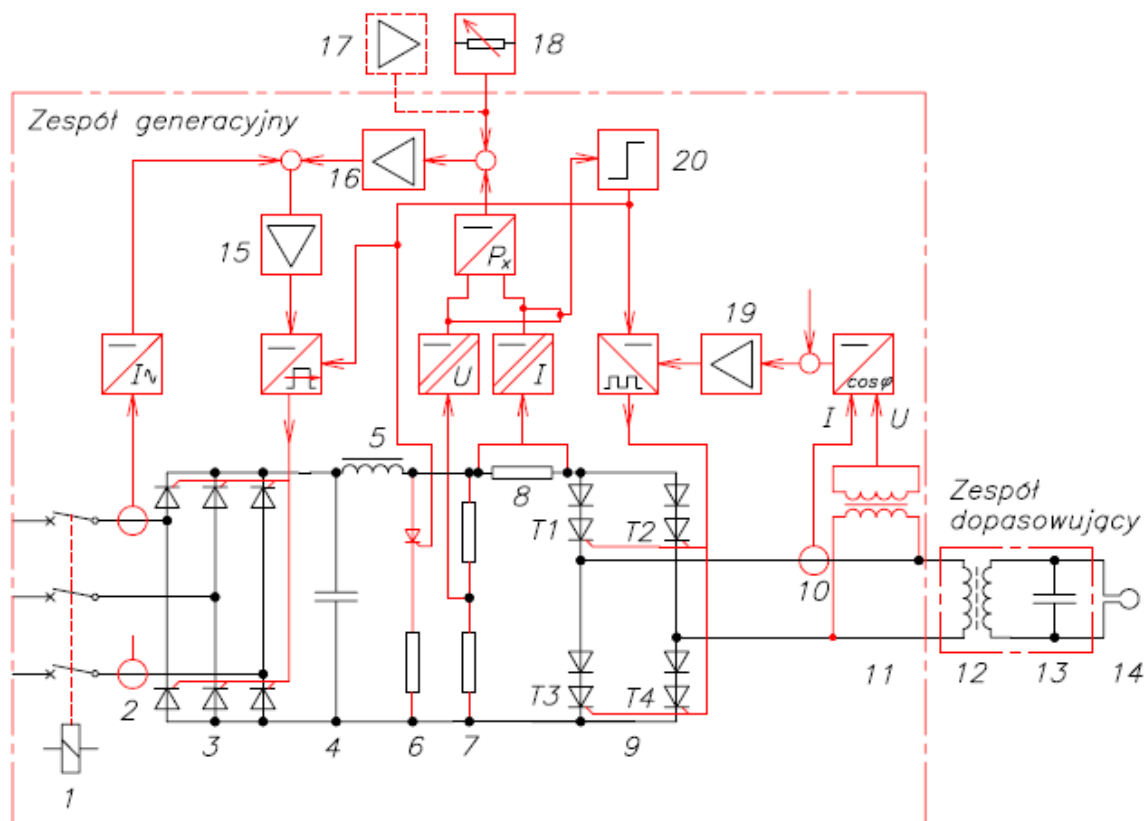 17
18
Zespół generacyjny
16
20
15
Px
19
I∿
U
I
cosφ
I
U
5
8
Zespół
dopasowujący
T1
T2
10
T3
T4
11
12
13
14
2
3
4
6
7
9
1